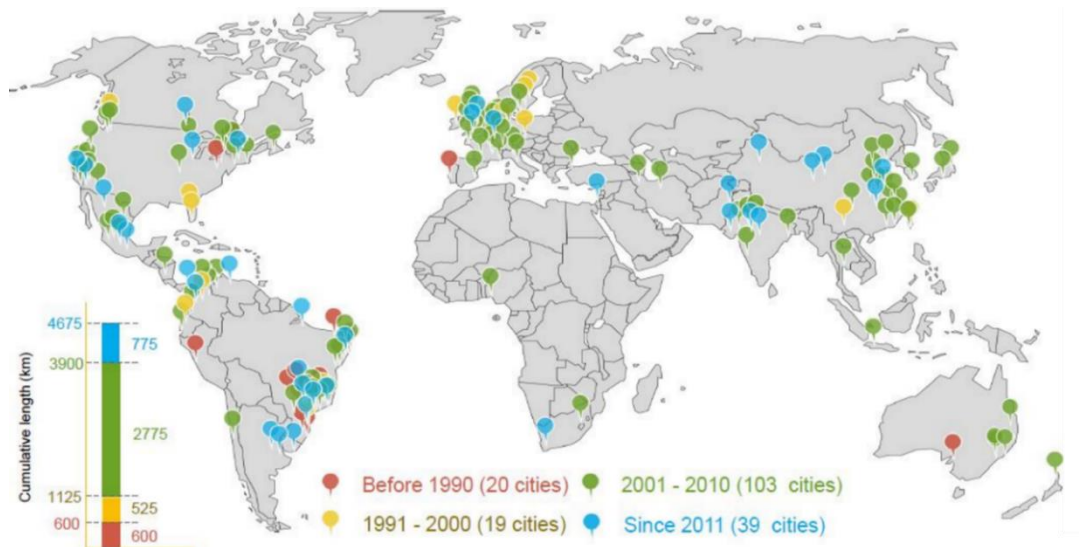 4675
775
3900
2775
1125
525
600
600
Cumulative length (km)
Before 1990 (20 cities)
2001 - 2010 (103 cities)
1991 - 2000 (19 cities)
Since 2011 (39 cities)